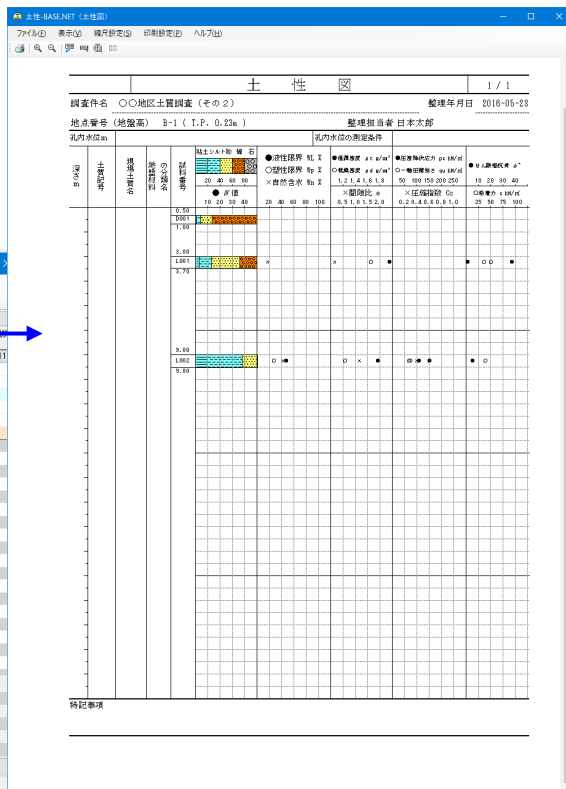 土性-BASE.NET (土性図)
ファイル(F) 表示(V) 縮尺設定(S) 印刷設定(P) ヘルプ(H)
土 性 図 1 / 1
調査件名 〇〇地区土質調査 (その2) 整理年月日 2016-05-28
地点番号 (地盤高) B-1 ( T.P. 0.23m ) 整理担当者 日本太郎
孔内水位m 孔内水位の測定条件
深さm
土質記号
現場土質名
地盤材料の分類名
試料番号
粘土シルト砂 礫 石
20 40 60 80
● N 値
10 20 30 40
●液性限界 WL %
○塑性限界 Wp %
×自然含水 Wn %
20 40 60 80 100
●湿潤密度 ρt g/cm³
○乾燥密度 ρd g/cm³
1.2 1.4 1.6 1.8
×間隙比 e
0.5 1.0 1.5 2.0
●圧密降伏応力 pc kN/㎡
○一軸圧縮強さ qu kN/㎡
50 100 150 200 250
×圧縮指数 Cc
0.2 0.4 0.6 0.8 1.0
●せん断抵抗角 φ°
10 20 30 40
○粘着力 c kN/㎡
25 50 75 100
0.50
D001
1.00
3.00
L001
3.70
9.00
L002
9.80
特記事項